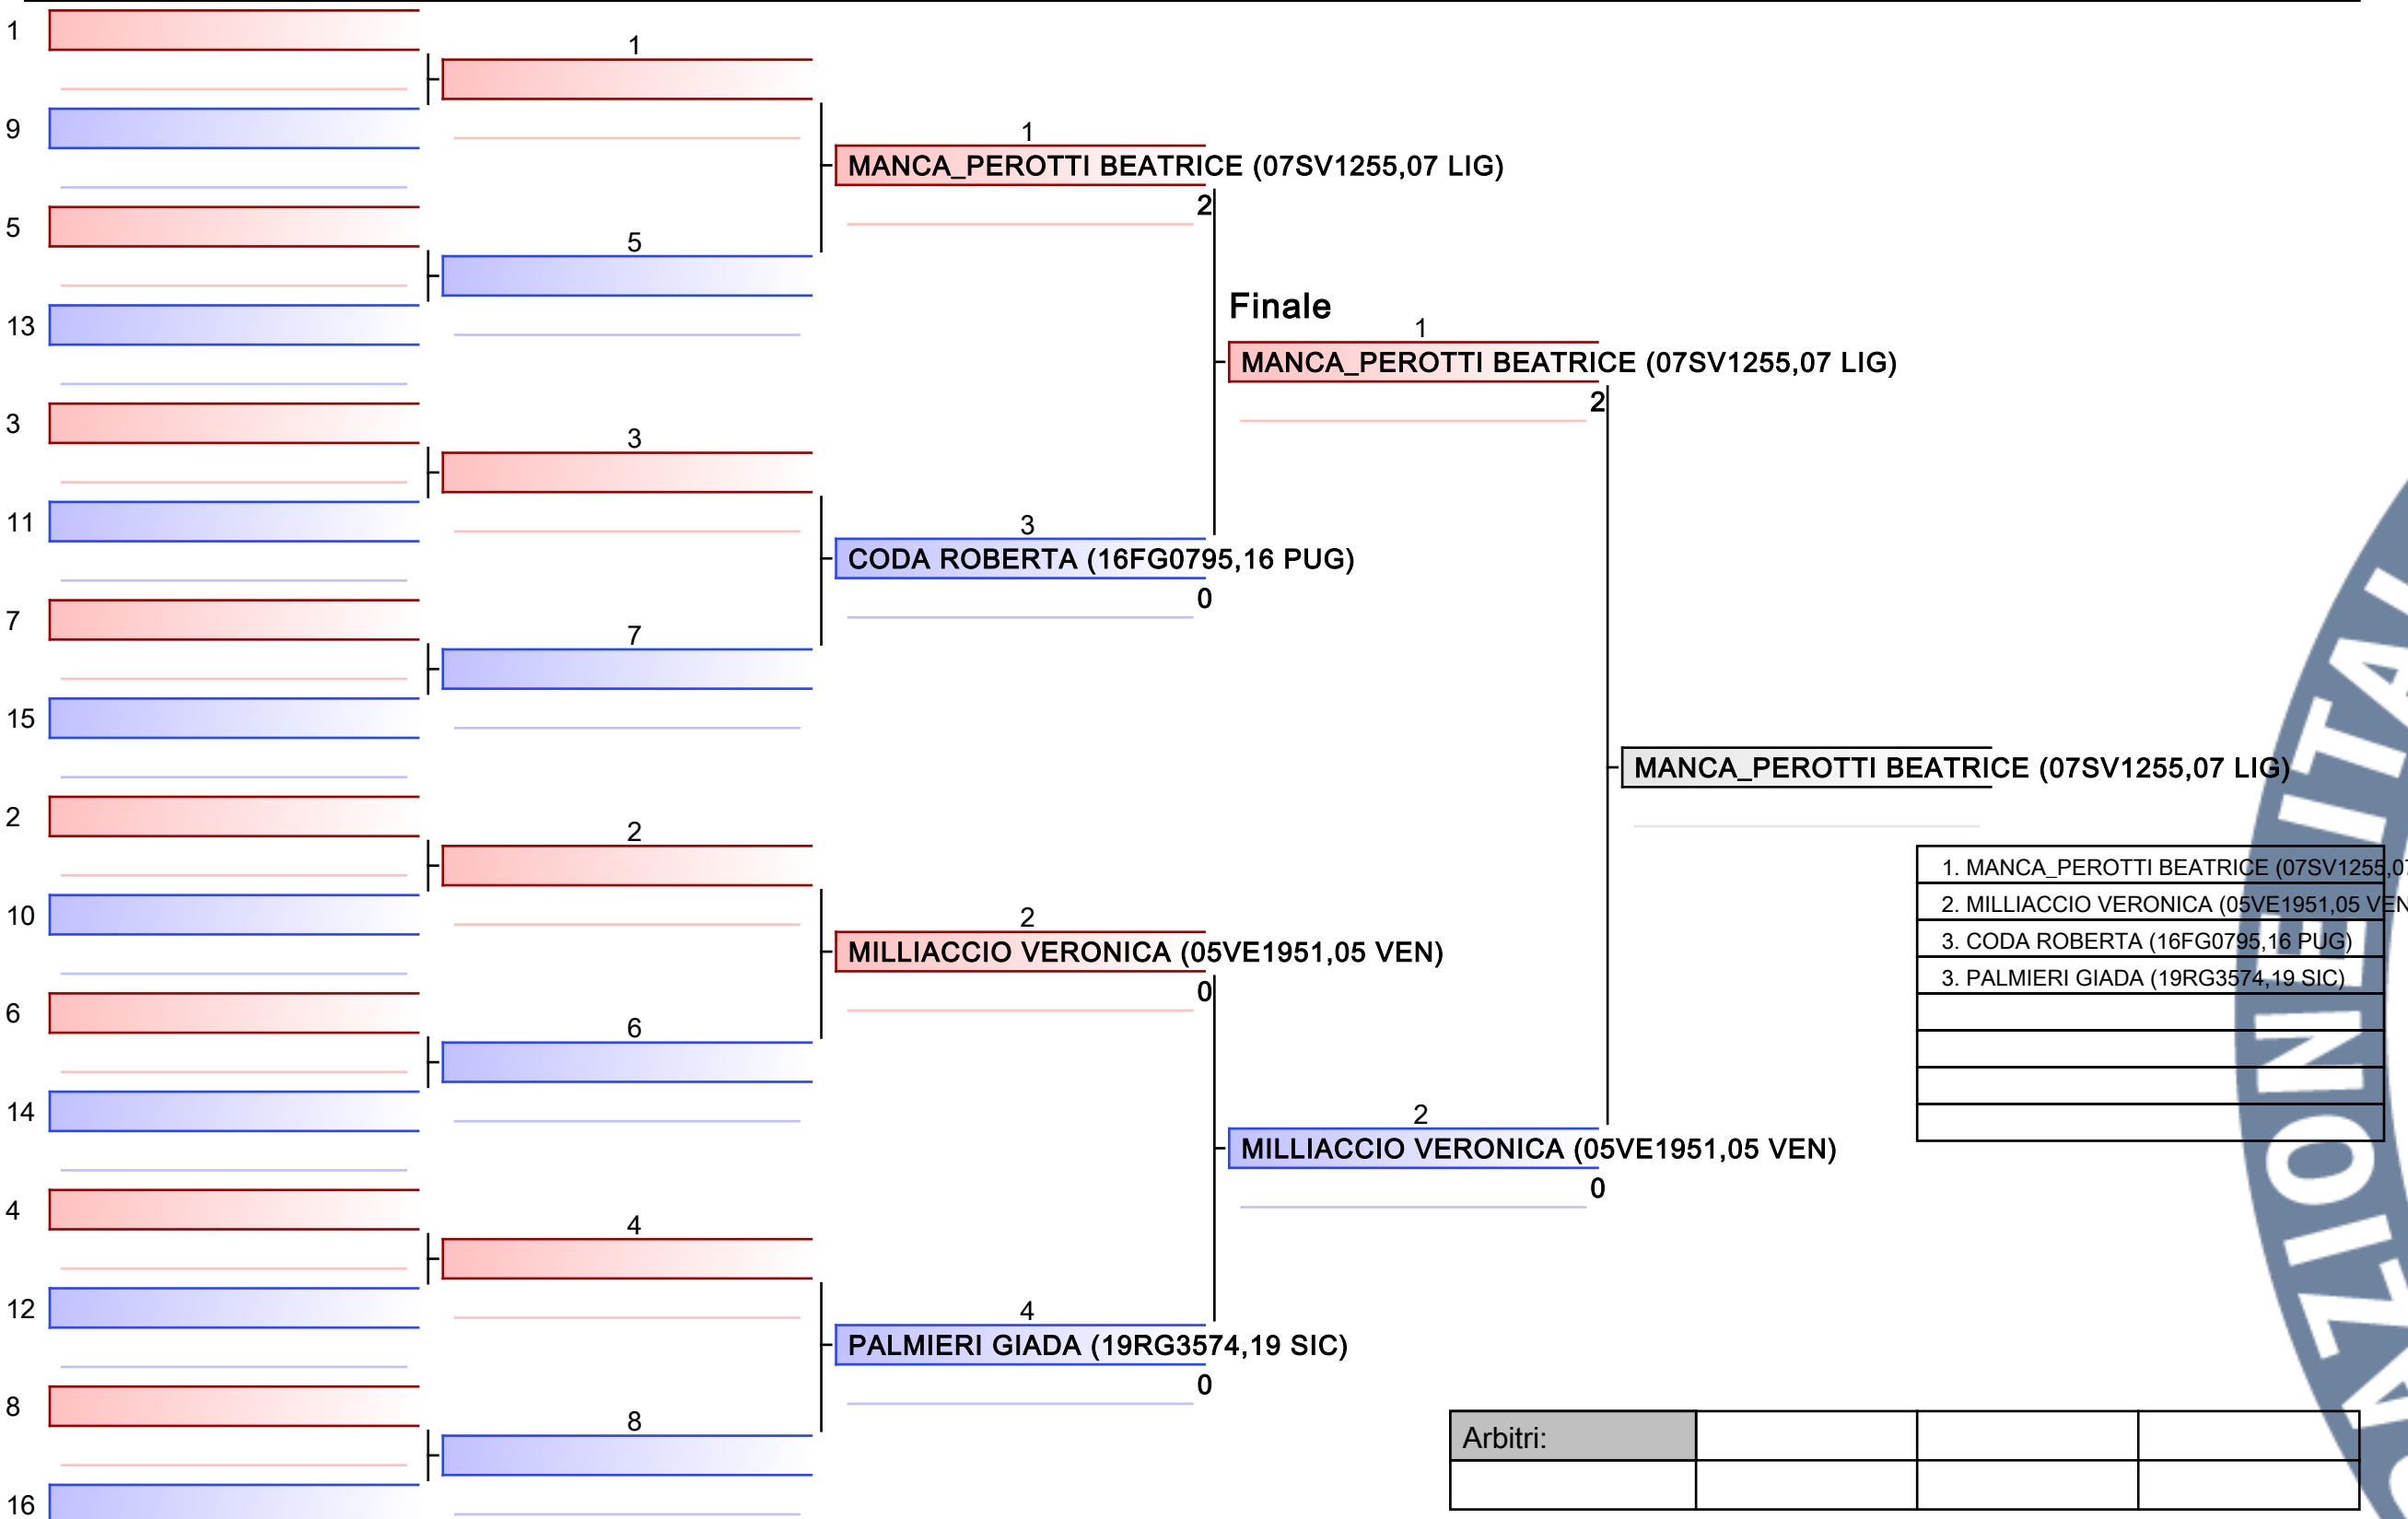 1
9
5
13
3
11
7
15
2
10
6
14
4
12
8
16
1
5
3
7
2
6
4
8
1
MANCA_PEROTTI BEATRICE (07SV1255,07 LIG)
2
3
CODA ROBERTA (16FG0795,16 PUG)
0
2
MILLIACCIO VERONICA (05VE1951,05 VEN)
0
4
PALMIERI GIADA (19RG3574,19 SIC)
0
Finale
1
MANCA_PEROTTI BEATRICE (07SV1255,07 LIG)
2
2
MILLIACCIO VERONICA (05VE1951,05 VEN)
0
MANCA_PEROTTI BEATRICE (07SV1255,07 LIG)
1. MANCA_PEROTTI BEATRICE (07SV1255,07
2. MILLIACCIO VERONICA (05VE1951,05 VEN
3. CODA ROBERTA (16FG0795,16 PUG)
3. PALMIERI GIADA (19RG3574,19 SIC)
Arbitri: